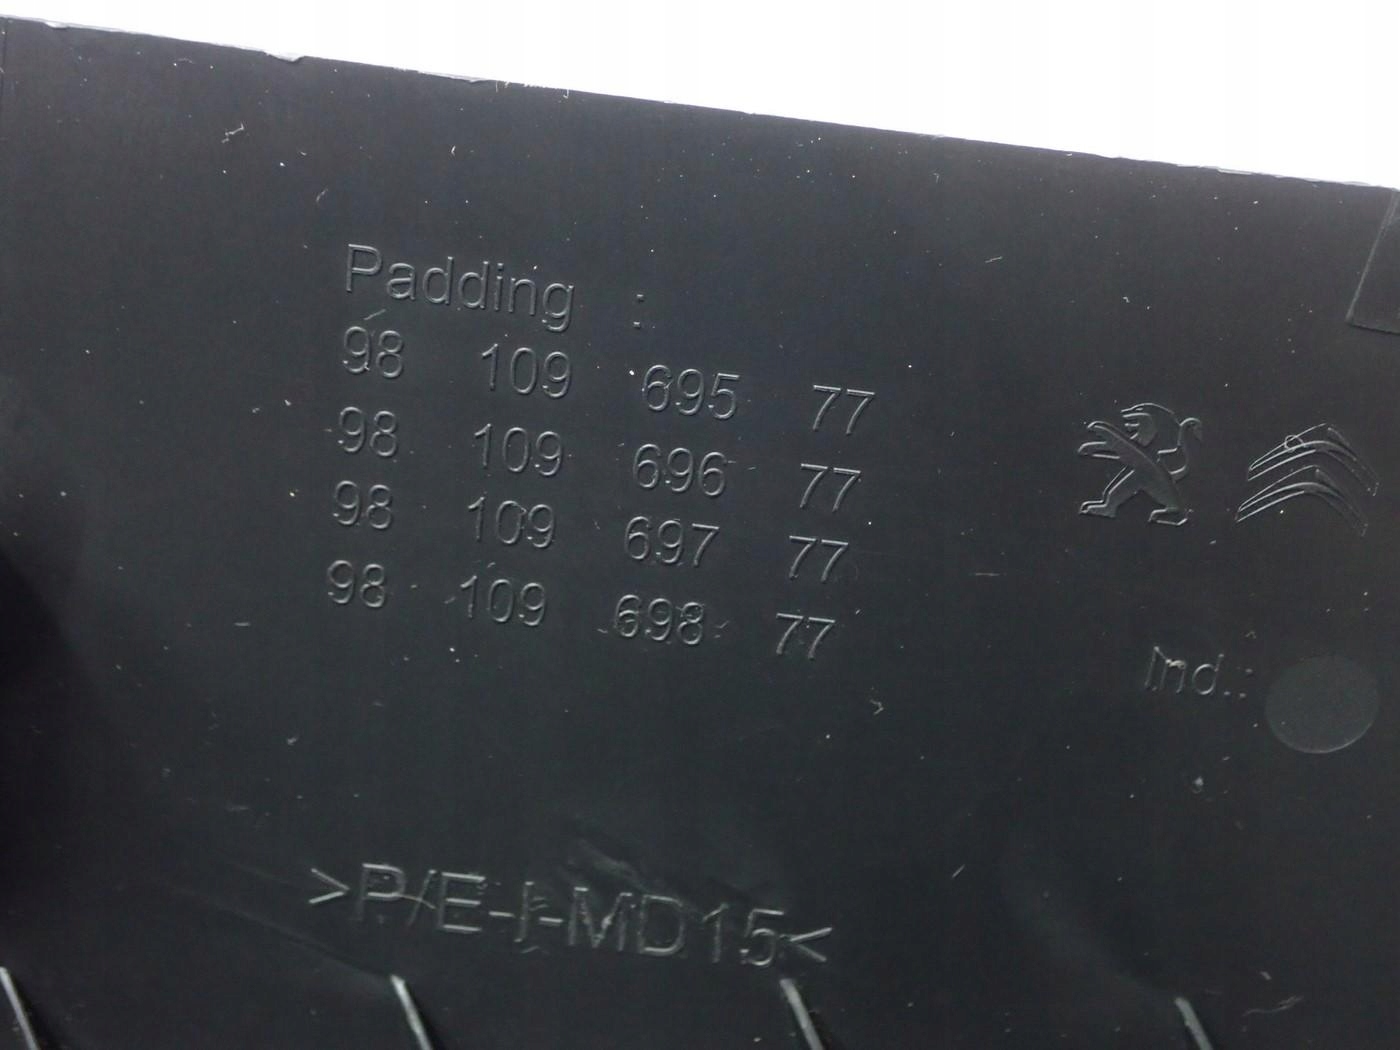 Padding :
98 109 695 77
98 109 696 77
98 109 697 77
98 109 698 77
Ind.:
>P/E-I-MD15<